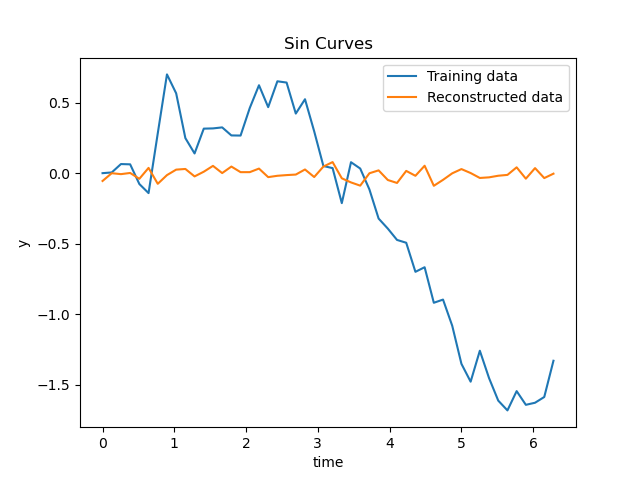 Sin Curves
Training data
Reconstructed data
0.5
0.0
−0.5
−1.0
−1.5
y
0 1 2 3 4 5 6
time